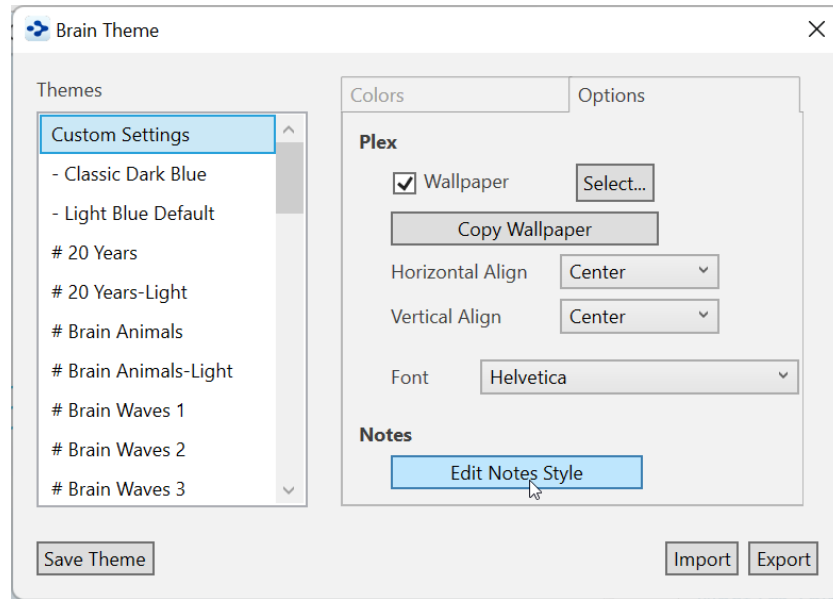 Brain Theme
Themes
Custom Settings
- Classic Dark Blue
- Light Blue Default
# 20 Years
# 20 Years-Light
# Brain Animals
# Brain Animals-Light
# Brain Waves 1
# Brain Waves 2
# Brain Waves 3
Save Theme
Colors
Options
Plex
Wallpaper
Select...
Copy Wallpaper
Horizontal Align Center
Vertical Align Center
Font Helvetica
Notes
Edit Notes Style
Import
Export